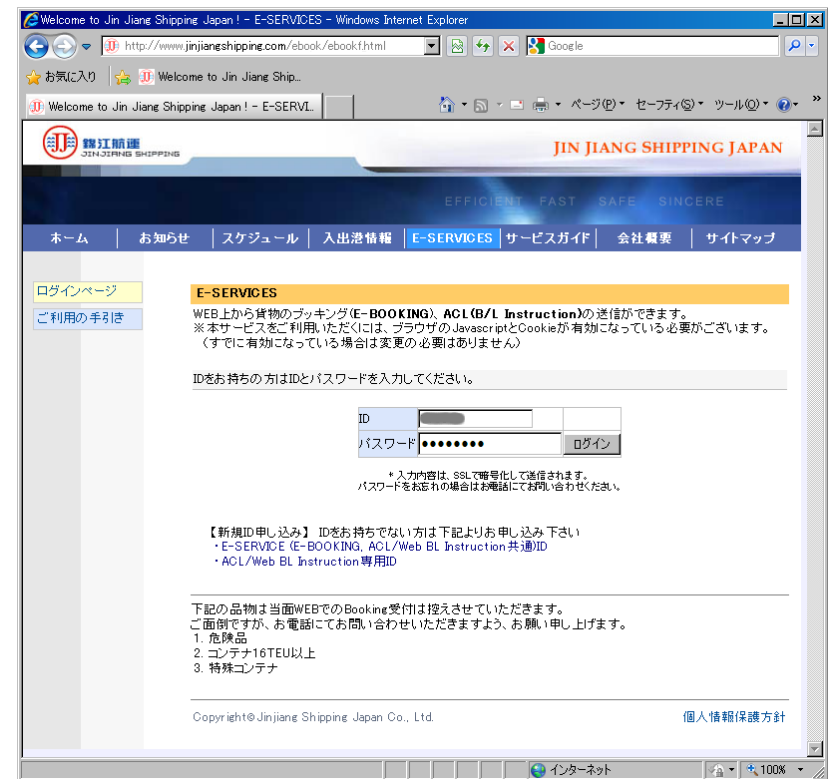 Welcome to Jin Jiang Shipping Japan ! - E-SERVICES - Windows Internet Explorer
http://www.jinjiangshipping.com/ebook/ebookf.html
Google
お気に入り
Welcome to Jin Jiang Ship...
Welcome to Jin Jiang Shipping Japan ! - E-SERVI...
ページ(P)
セーフティ(S)
ツール(O)
錦江航運
JINJIANG SHIPPING
JIN JIANG SHIPPING JAPAN
EFFICIENT FAST SAFE SINCERE
ホーム
お知らせ
スケジュール
入出港情報
E-SERVICES
サービスガイド
会社概要
サイトマップ
ログインページ
ご利用の手引き
E-SERVICES
WEB上から貨物のブッキング(E-BOOKING)、ACL(B/L Instruction)の送信ができます。
※本サービスをご利用いただくには、ブラウザのJavascriptとCookieが有効になっている必要がございます。
（すでに有効になっている場合は変更の必要はありません）
IDをお持ちの方はIDとパスワードを入力してください。
ID
パスワード
ログイン
* 入力内容は、SSLで暗号化して送信されます。
パスワードをお忘れの場合はお電話にてお問い合わせください。
【新規ID申し込み】 IDをお持ちでない方は下記よりお申し込み下さい
・E-SERVICE (E-BOOKING, ACL/Web BL Instruction共通)ID
・ACL/Web BL Instruction専用ID
下記の品物は当面WEBでのBooking受付は控えさせていただきます。
ご面倒ですが、お電話にてお問い合わせいただきますよう、お願い申し上げます。
1. 危険品
2. コンテナ16TEU以上
3. 特殊コンテナ
Copyright© Jinjiang Shipping Japan Co., Ltd.
個人情報保護方針
インターネット
100%